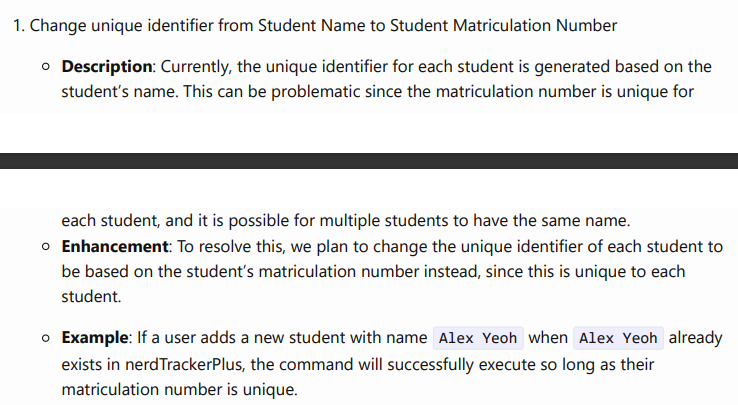 1. Change unique identifier from Student Name to Student Matriculation Number
Description: Currently, the unique identifier for each student is generated based on the
student’s name. This can be problematic since the matriculation number is unique for
each student, and it is possible for multiple students to have the same name.
Enhancement: To resolve this, we plan to change the unique identifier of each student to
be based on the student’s matriculation number instead, since this is unique to each
student.
Example: If a user adds a new student with name Alex Yeoh when Alex Yeoh already
exists in nerdTrackerPlus, the command will successfully execute so long as their
matriculation number is unique.